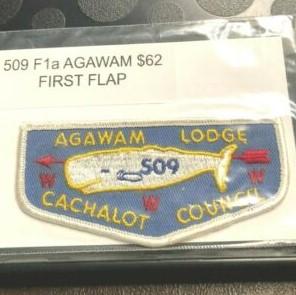 509 F1a AGAWAM $62
FIRST FLAP
AGAWAM LODGE
509
W W W
CACHALOT COUNCIL